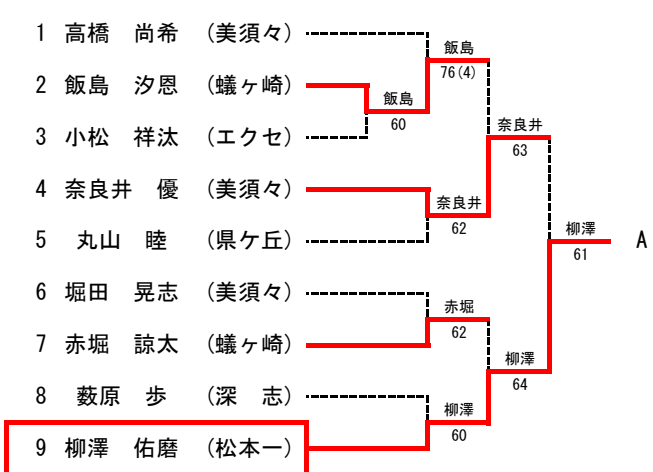 1 高橋 尚希 (美須々)
2 飯島 汐恩 (蟻ヶ崎)
3 小松 祥汰 (エクセ)
4 奈良井 優 (美須々)
5 丸山 睦 (県ケ丘)
6 堀田 晃志 (美須々)
7 赤堀 諒太 (蟻ヶ崎)
8 薮原 歩 (深 志)
9 柳澤 佑磨 (松本一)
飯島
60
飯島
76(4)
奈良井
62
赤堀
62
柳澤
60
奈良井
63
柳澤
64
柳澤
61
A